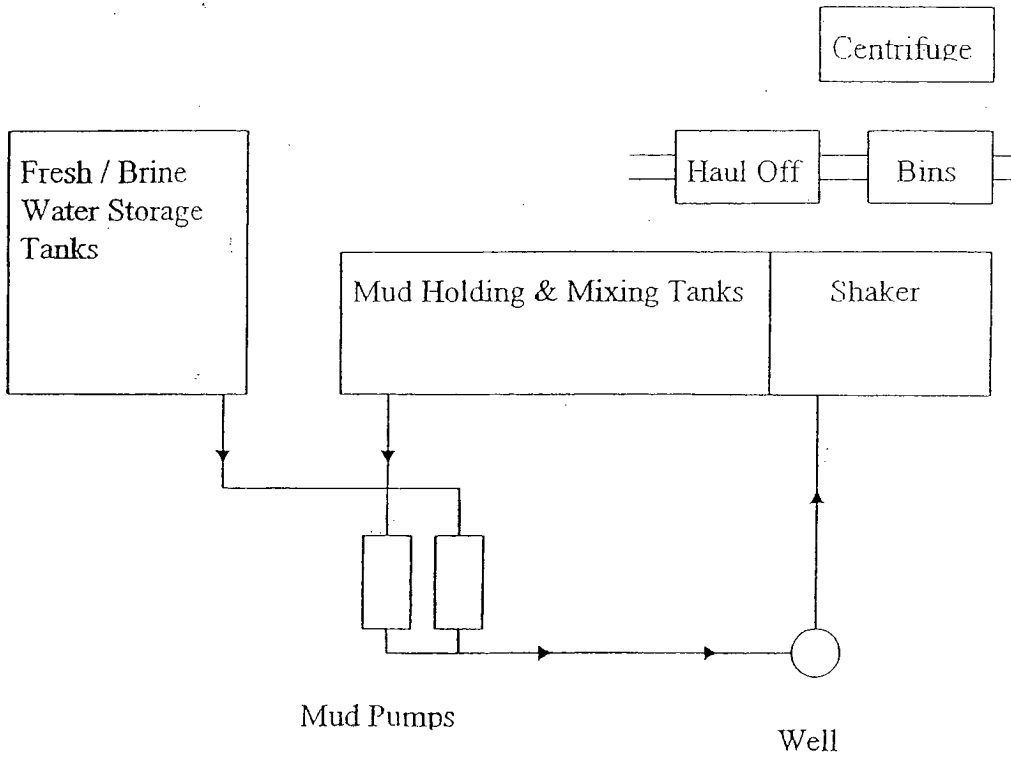 Centrifuge
Fresh / Brine
Water Storage
Tanks
Haul Off
Bins
Mud Holding & Mixing Tanks
Shaker
Mud Pumps
Well